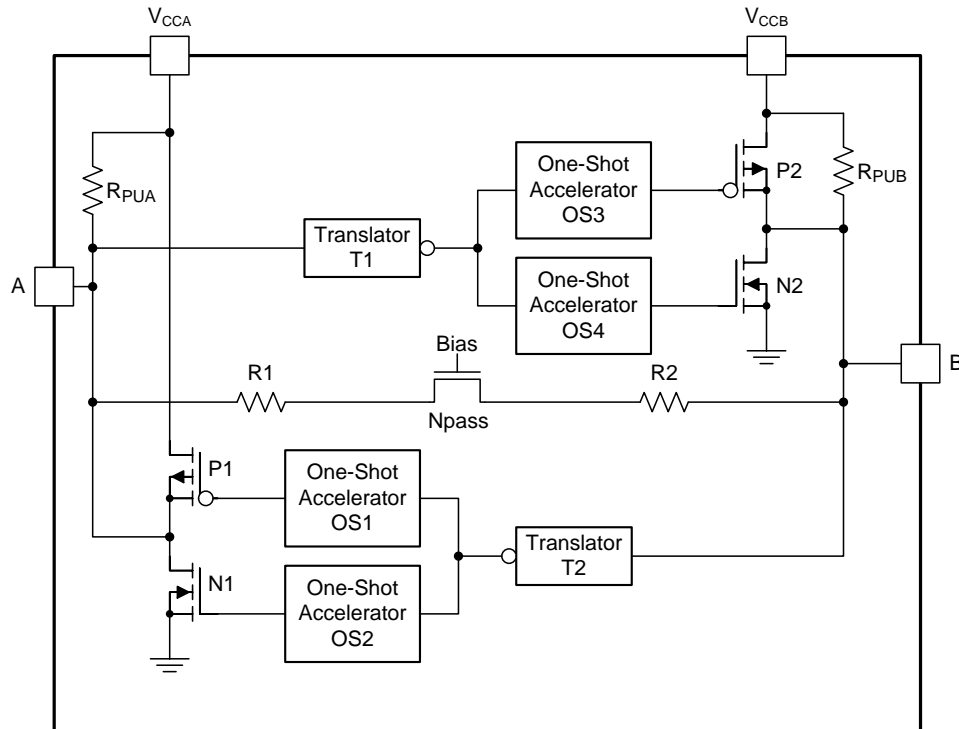 VCCA
VCCB
RPUA
One-Shot
Accelerator
OS3
P2
RPUB
Translator
T1
A
One-Shot
Accelerator
OS4
N2
Bias
B
R1
R2
Npass
P1
One-Shot
Accelerator
OS1
Translator
T2
N1
One-Shot
Accelerator
OS2